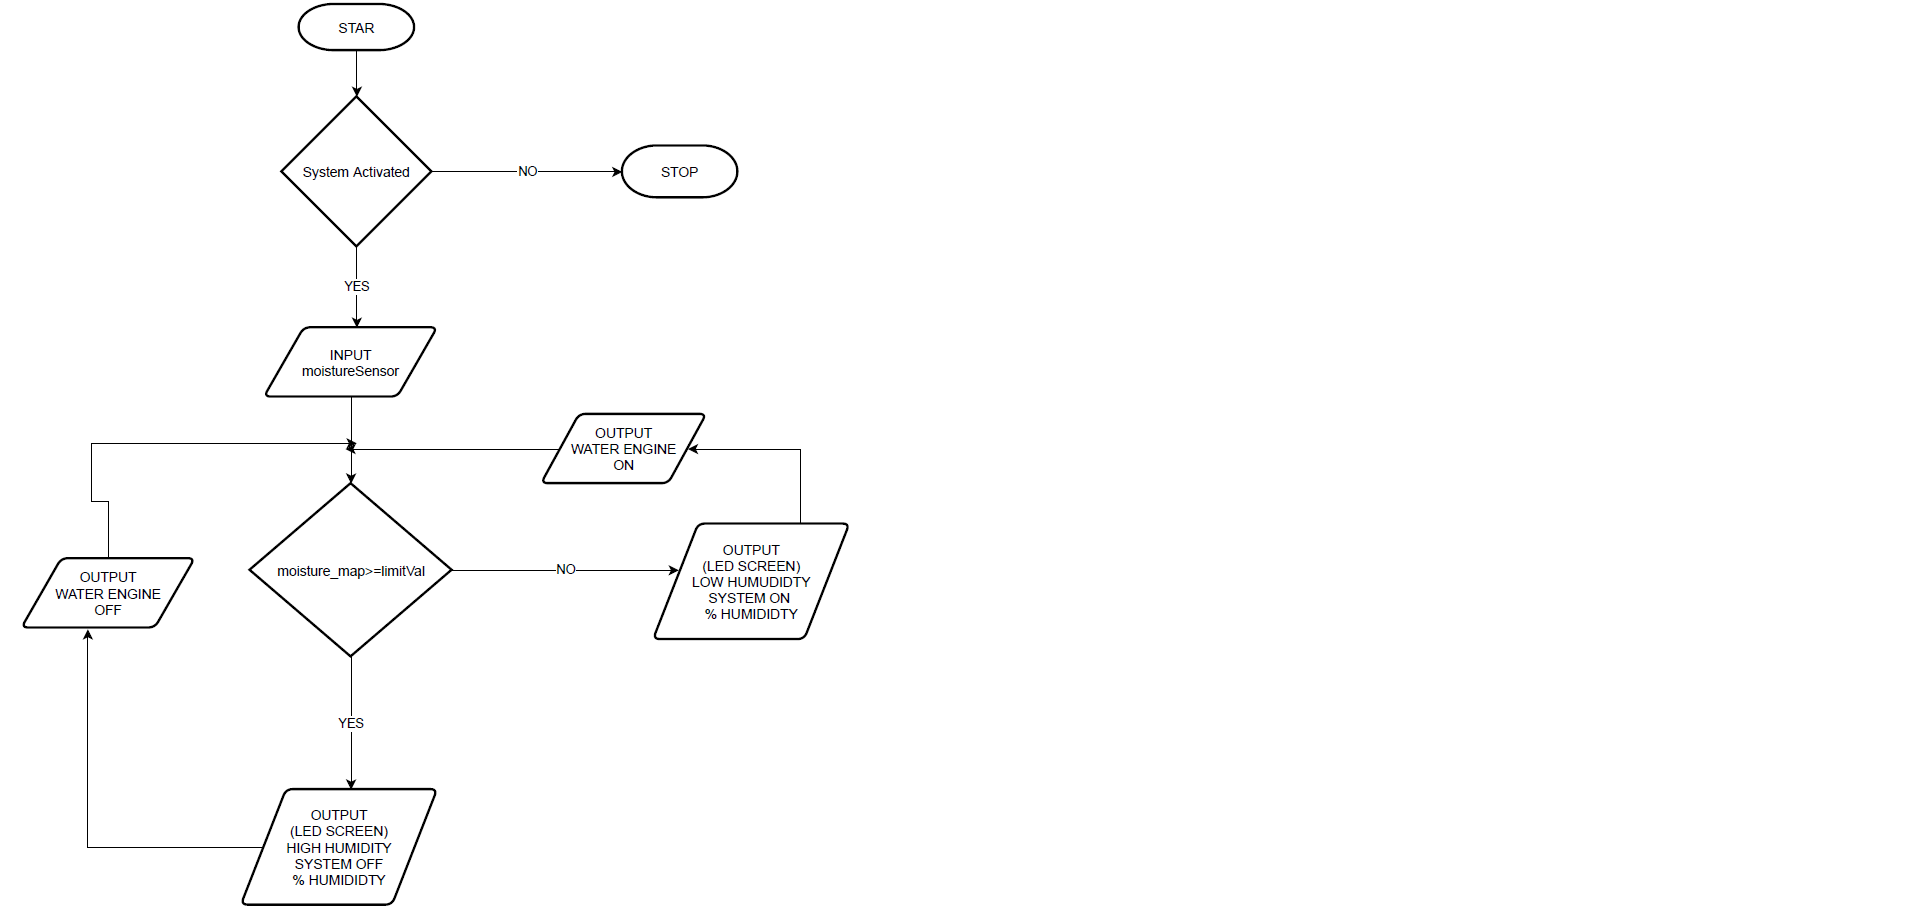 STAR
System Activated
NO
STOP
YES
INPUT
moistureSensor
OUTPUT
WATER ENGINE
ON
moisture_map>=limitVal
NO
OUTPUT
(LED SCREEN)
LOW HUMUDIDTY
SYSTEM ON
% HUMIDIDTY
OUTPUT
WATER ENGINE
OFF
YES
OUTPUT
(LED SCREEN)
HIGH HUMIDITY
SYSTEM OFF
% HUMIDIDTY